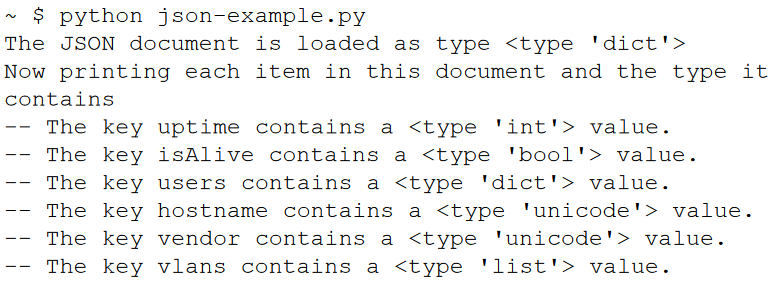 ~ $ python json-example.py
The JSON document is loaded as type <type 'dict'>
Now printing each item in this document and the type it
contains
-- The key uptime contains a <type 'int'> value.
-- The key isAlive contains a <type 'bool'> value.
-- The key users contains a <type 'dict'> value.
-- The key hostname contains a <type 'unicode'> value.
-- The key vendor contains a <type 'unicode'> value.
-- The key vlans contains a <type 'list'> value.